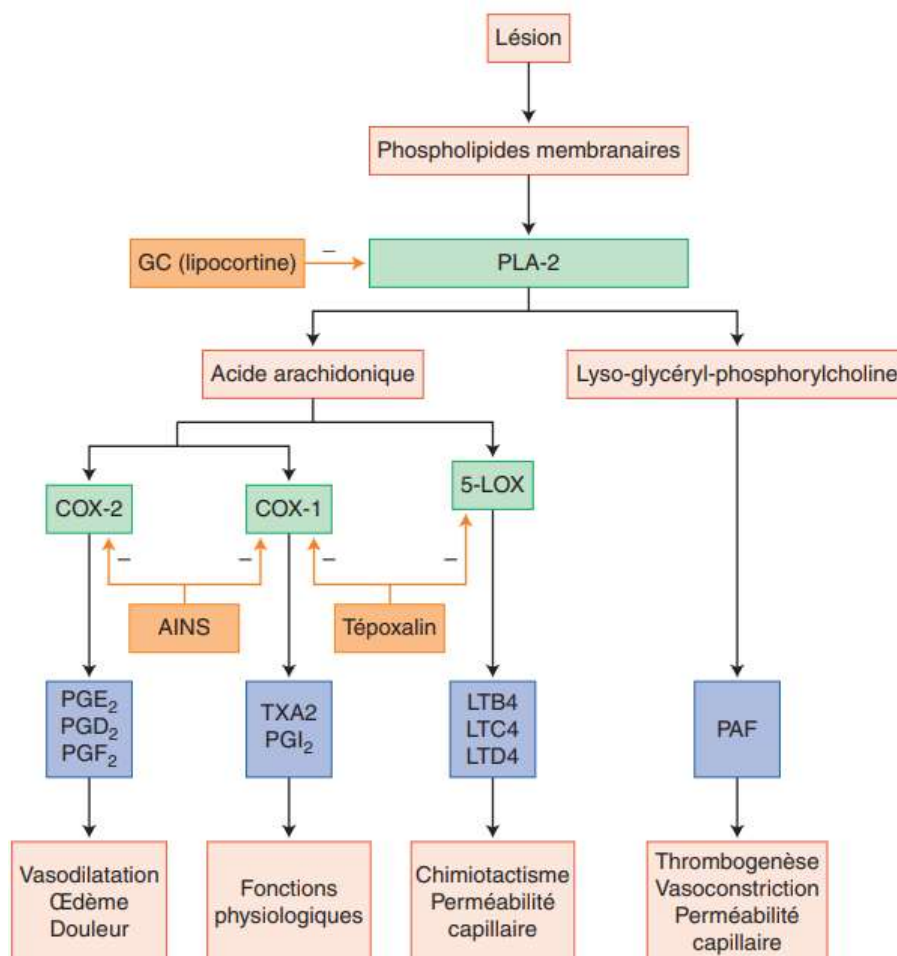 Lésion
Phospholipides membranaires
GC (lipocortine)
–
PLA-2
Acide arachidonique
Lyso-glycéryl-phosphorylcholine
COX-2
COX-1
5-LOX
–
–
–
–
AINS
Tépoxalin
PGE₂
PGD₂
PGF₂
TXA2
PGI₂
LTB4
LTC4
LTD4
PAF
Vasodilatation
Œdème
Douleur
Fonctions
physiologiques
Chimiotactisme
Perméabilité
capillaire
Thrombogenèse
Vasoconstriction
Perméabilité
capillaire